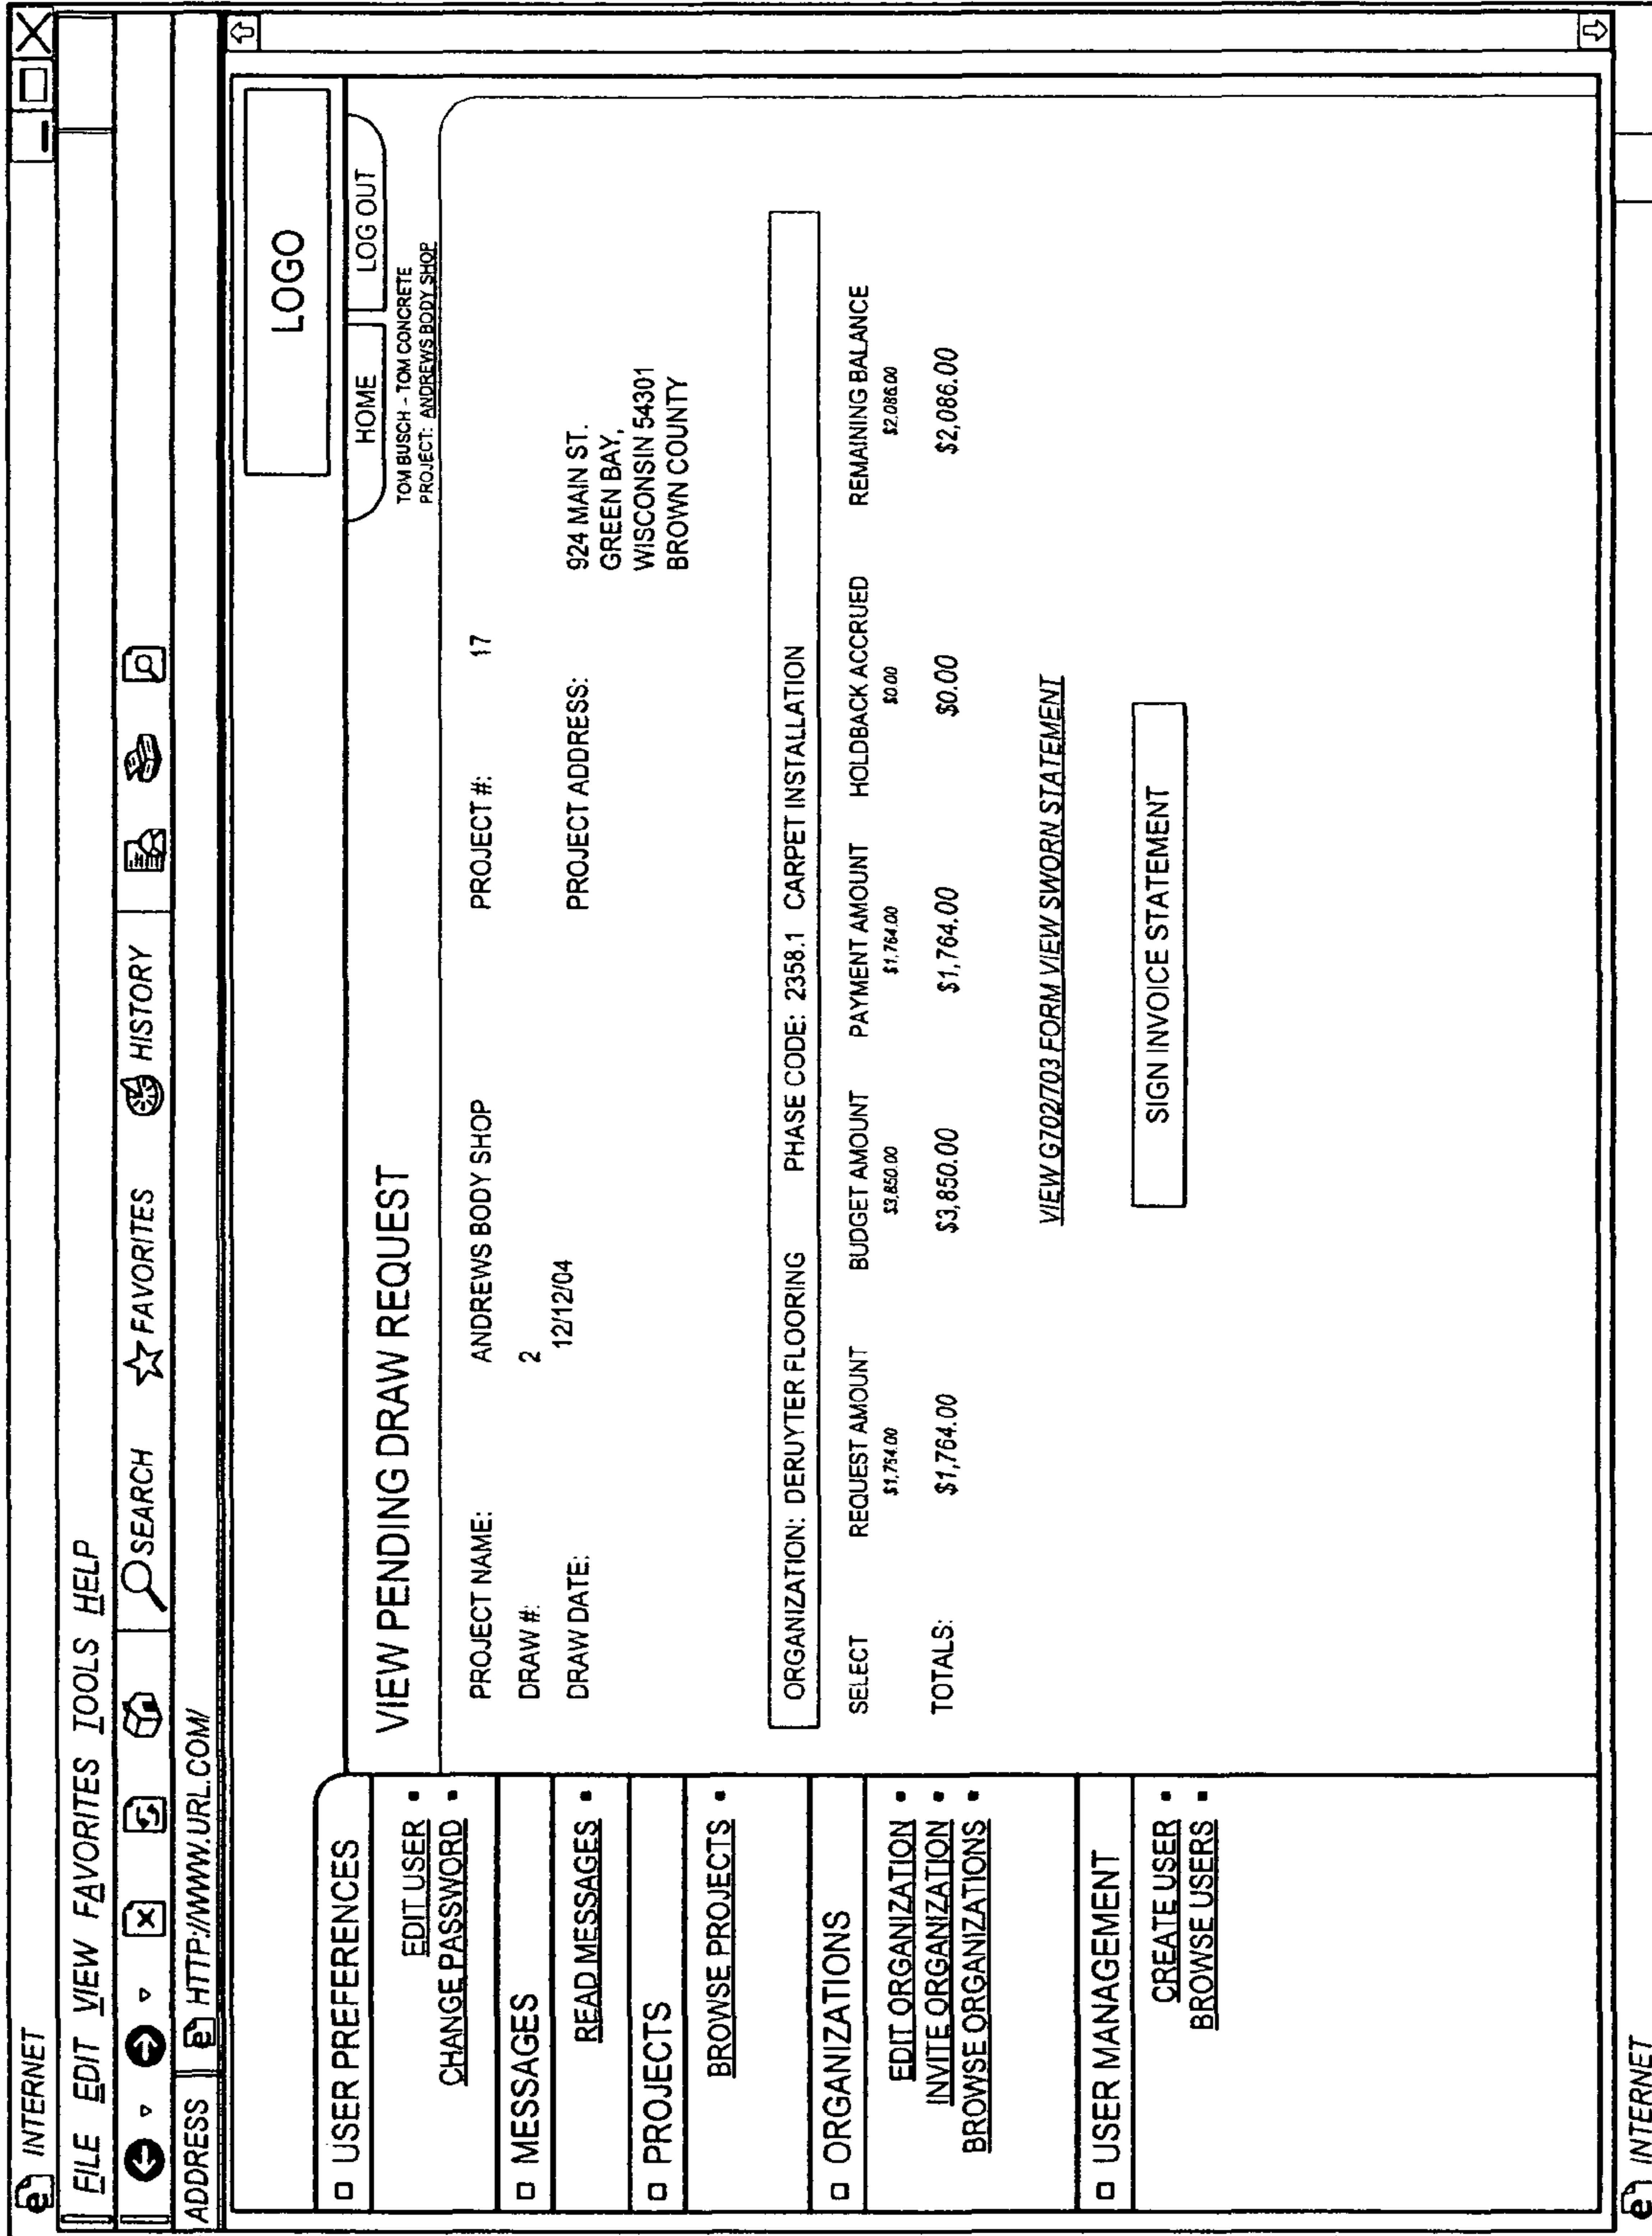 INTERNET
FILE EDIT VIEW FAVORITES TOOLS HELP
SEARCH FAVORITES HISTORY
ADDRESS HTTP://WWW.URL.COM/
LOGO
HOME LOG OUT
TOM BUSCH - TOM CONCRETE
PROJECT: ANDREWS BODY SHOP
USER PREFERENCES
EDIT USER
CHANGE PASSWORD
MESSAGES
READ MESSAGES
PROJECTS
BROWSE PROJECTS
ORGANIZATIONS
EDIT ORGANIZATION
INVITE ORGANIZATION
BROWSE ORGANIZATIONS
USER MANAGEMENT
CREATE USER
BROWSE USERS
VIEW PENDING DRAW REQUEST
PROJECT NAME: ANDREWS BODY SHOP PROJECT #: 17
DRAW #: 2
DRAW DATE: 12/12/04 PROJECT ADDRESS: 924 MAIN ST.
GREEN BAY,
WISCONSIN 54301
BROWN COUNTY
ORGANIZATION: DERUYTER FLOORING PHASE CODE: 2358.1 CARPET INSTALLATION
SELECT REQUEST AMOUNT BUDGET AMOUNT PAYMENT AMOUNT HOLDBACK ACCRUED REMAINING BALANCE
$1,764.00 $3,850.00 $1,764.00 $0.00 $2,086.00
TOTALS: $1,764.00 $3,850.00 $1,764.00 $0.00 $2,086.00
VIEW G702/703 FORM VIEW SWORN STATEMENT
SIGN INVOICE STATEMENT
INTERNET